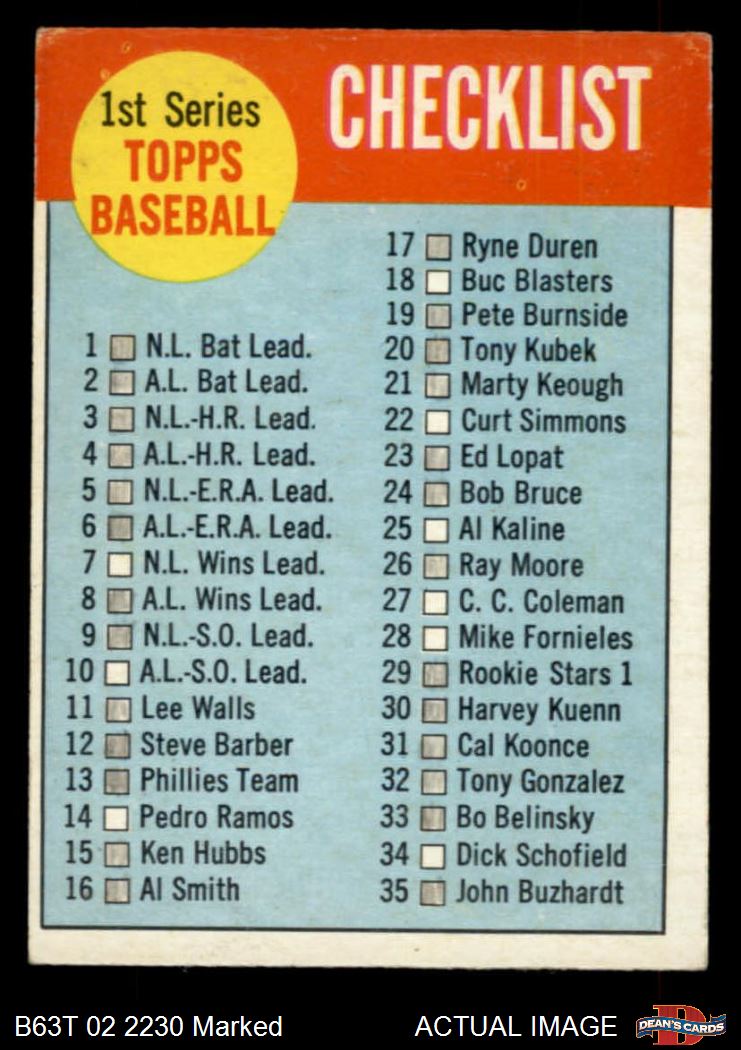 1st Series
TOPPS
BASEBALL
CHECKLIST
1 N.L. Bat Lead.
2 A.L. Bat Lead.
3 N.L.-H.R. Lead.
4 A.L.-H.R. Lead.
5 N.L.-E.R.A. Lead.
6 A.L.-E.R.A. Lead.
7 N.L. Wins Lead.
8 A.L. Wins Lead.
9 N.L.-S.O. Lead.
10 A.L.-S.O. Lead.
11 Lee Walls
12 Steve Barber
13 Phillies Team
14 Pedro Ramos
15 Ken Hubbs
16 Al Smith
17 Ryne Duren
18 Buc Blasters
19 Pete Burnside
20 Tony Kubek
21 Marty Keough
22 Curt Simmons
23 Ed Lopat
24 Bob Bruce
25 Al Kaline
26 Ray Moore
27 C. C. Coleman
28 Mike Fornieles
29 Rookie Stars 1
30 Harvey Kuenn
31 Cal Koonce
32 Tony Gonzalez
33 Bo Belinsky
34 Dick Schofield
35 John Buzhardt
B63T 02 2230 Marked
ACTUAL IMAGE
D
DEAN'S CARDS